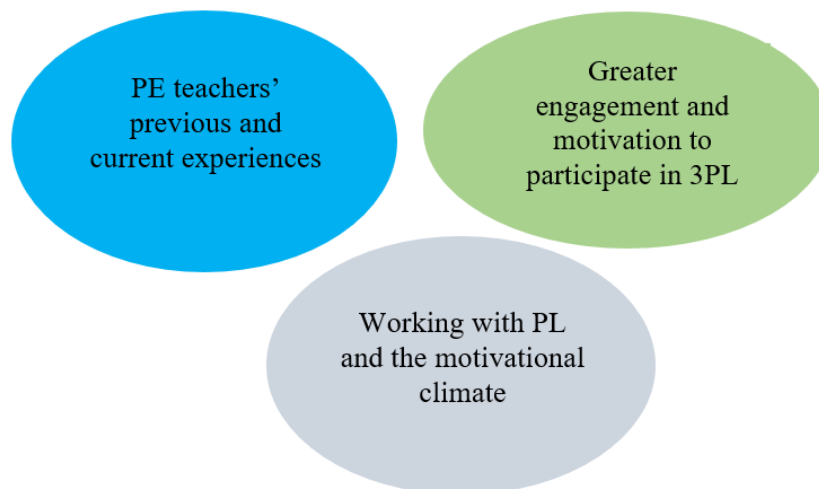 PE teachers’
previous and
current experiences
Greater
engagement and
motivation to
participate in 3PL
Working with PL
and the motivational
climate